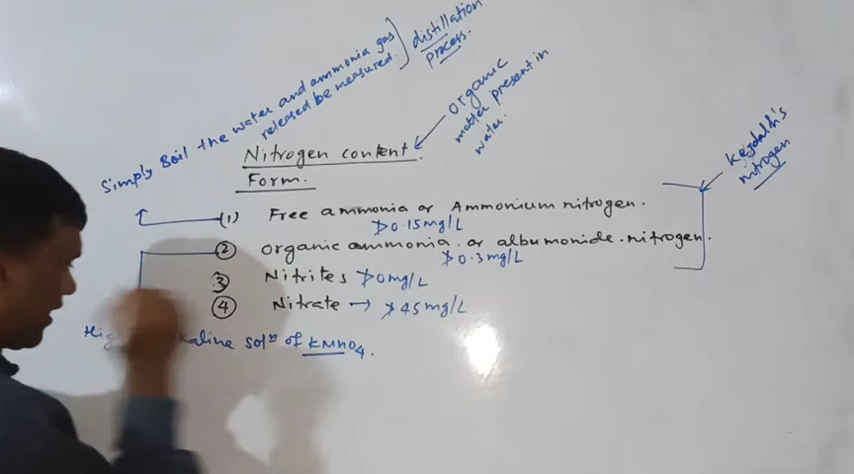 Simply Boil the water and ammonia gas
released be measured.
distillation
process.
organic
matter present in
water.
Nitrogen content
Form.
Kejdalh's
nitrogen
(1) Free ammonia or Ammonium nitrogen.
≯0.15mg/L
② organic ammonia. or albumonide. nitrogen.
≯0.3mg/L
③ Nitrites ≯0mg/L
④ Nitrate → ≯45mg/L
solⁿ of KMnO4.